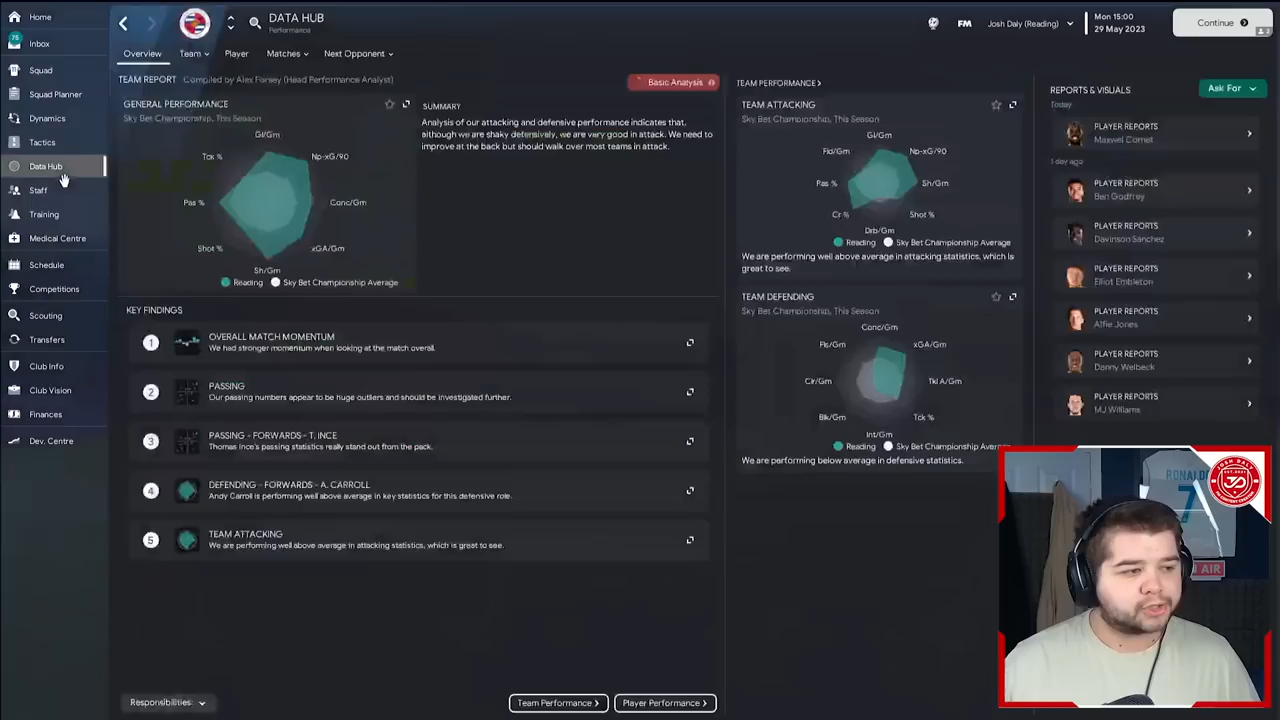 Home
75
Inbox
Squad
Squad Planner
Dynamics
Tactics
Data Hub
Staff
Training
Medical Centre
Schedule
Competitions
Scouting
Transfers
Club Info
Club Vision
Finances
Dev. Centre
DATA HUB
Performance
FM
Josh Daly (Reading)
Mon 15:00
29 May 2023
Continue
2
Overview
Team
Player
Matches
Next Opponent
TEAM REPORT Compiled by Alex Forsey (Head Performance Analyst)
Basic Analysis
GENERAL PERFORMANCE
Sky Bet Championship, This Season
Gl/Gm
Tck %
Np-xG/90
Pas %
Conc/Gm
Shot %
xGA/Gm
Sh/Gm
Reading
Sky Bet Championship Average
SUMMARY
Analysis of our attacking and defensive performance indicates that,
although we are shaky defensively, we are very good in attack. We need to
improve at the back but should walk over most teams in attack.
KEY FINDINGS
1
OVERALL MATCH MOMENTUM
We had stronger momentum when looking at the match overall.
2
PASSING
Our passing numbers appear to be huge outliers and should be investigated further.
3
PASSING - FORWARDS - T. INCE
Thomas Ince's passing statistics really stand out from the pack.
4
DEFENDING - FORWARDS - A. CARROLL
Andy Carroll is performing well above average in key statistics for this defensive role.
5
TEAM ATTACKING
We are performing well above average in attacking statistics, which is great to see.
Responsibilities
Team Performance
Player Performance
TEAM PERFORMANCE
TEAM ATTACKING
Sky Bet Championship, This Season
Gl/Gm
Fld/Gm
Np-xG/90
Pas %
Sh/Gm
Cr %
Shot %
Drb/Gm
Reading
Sky Bet Championship Average
We are performing well above average in attacking statistics, which is
great to see.
TEAM DEFENDING
Sky Bet Championship, This Season
Conc/Gm
Fls/Gm
xGA/Gm
Clr/Gm
Tkl A/Gm
Blk/Gm
Tck %
Int/Gm
Reading
Sky Bet Championship Avera
We are performing below average in defensive statistics.
REPORTS & VISUALS
Ask For
Today
PLAYER REPORTS
Maxwel Cornet
1 day ago
PLAYER REPORTS
Ben Godfrey
PLAYER REPORTS
Davinson Sánchez
PLAYER REPORTS
Elliot Embleton
PLAYER REPORTS
Alfie Jones
PLAYER REPORTS
Danny Welbeck
PLAYER REPORTS
MJ Williams
JOSH DALY
JD
RONALDO
7
N AIR